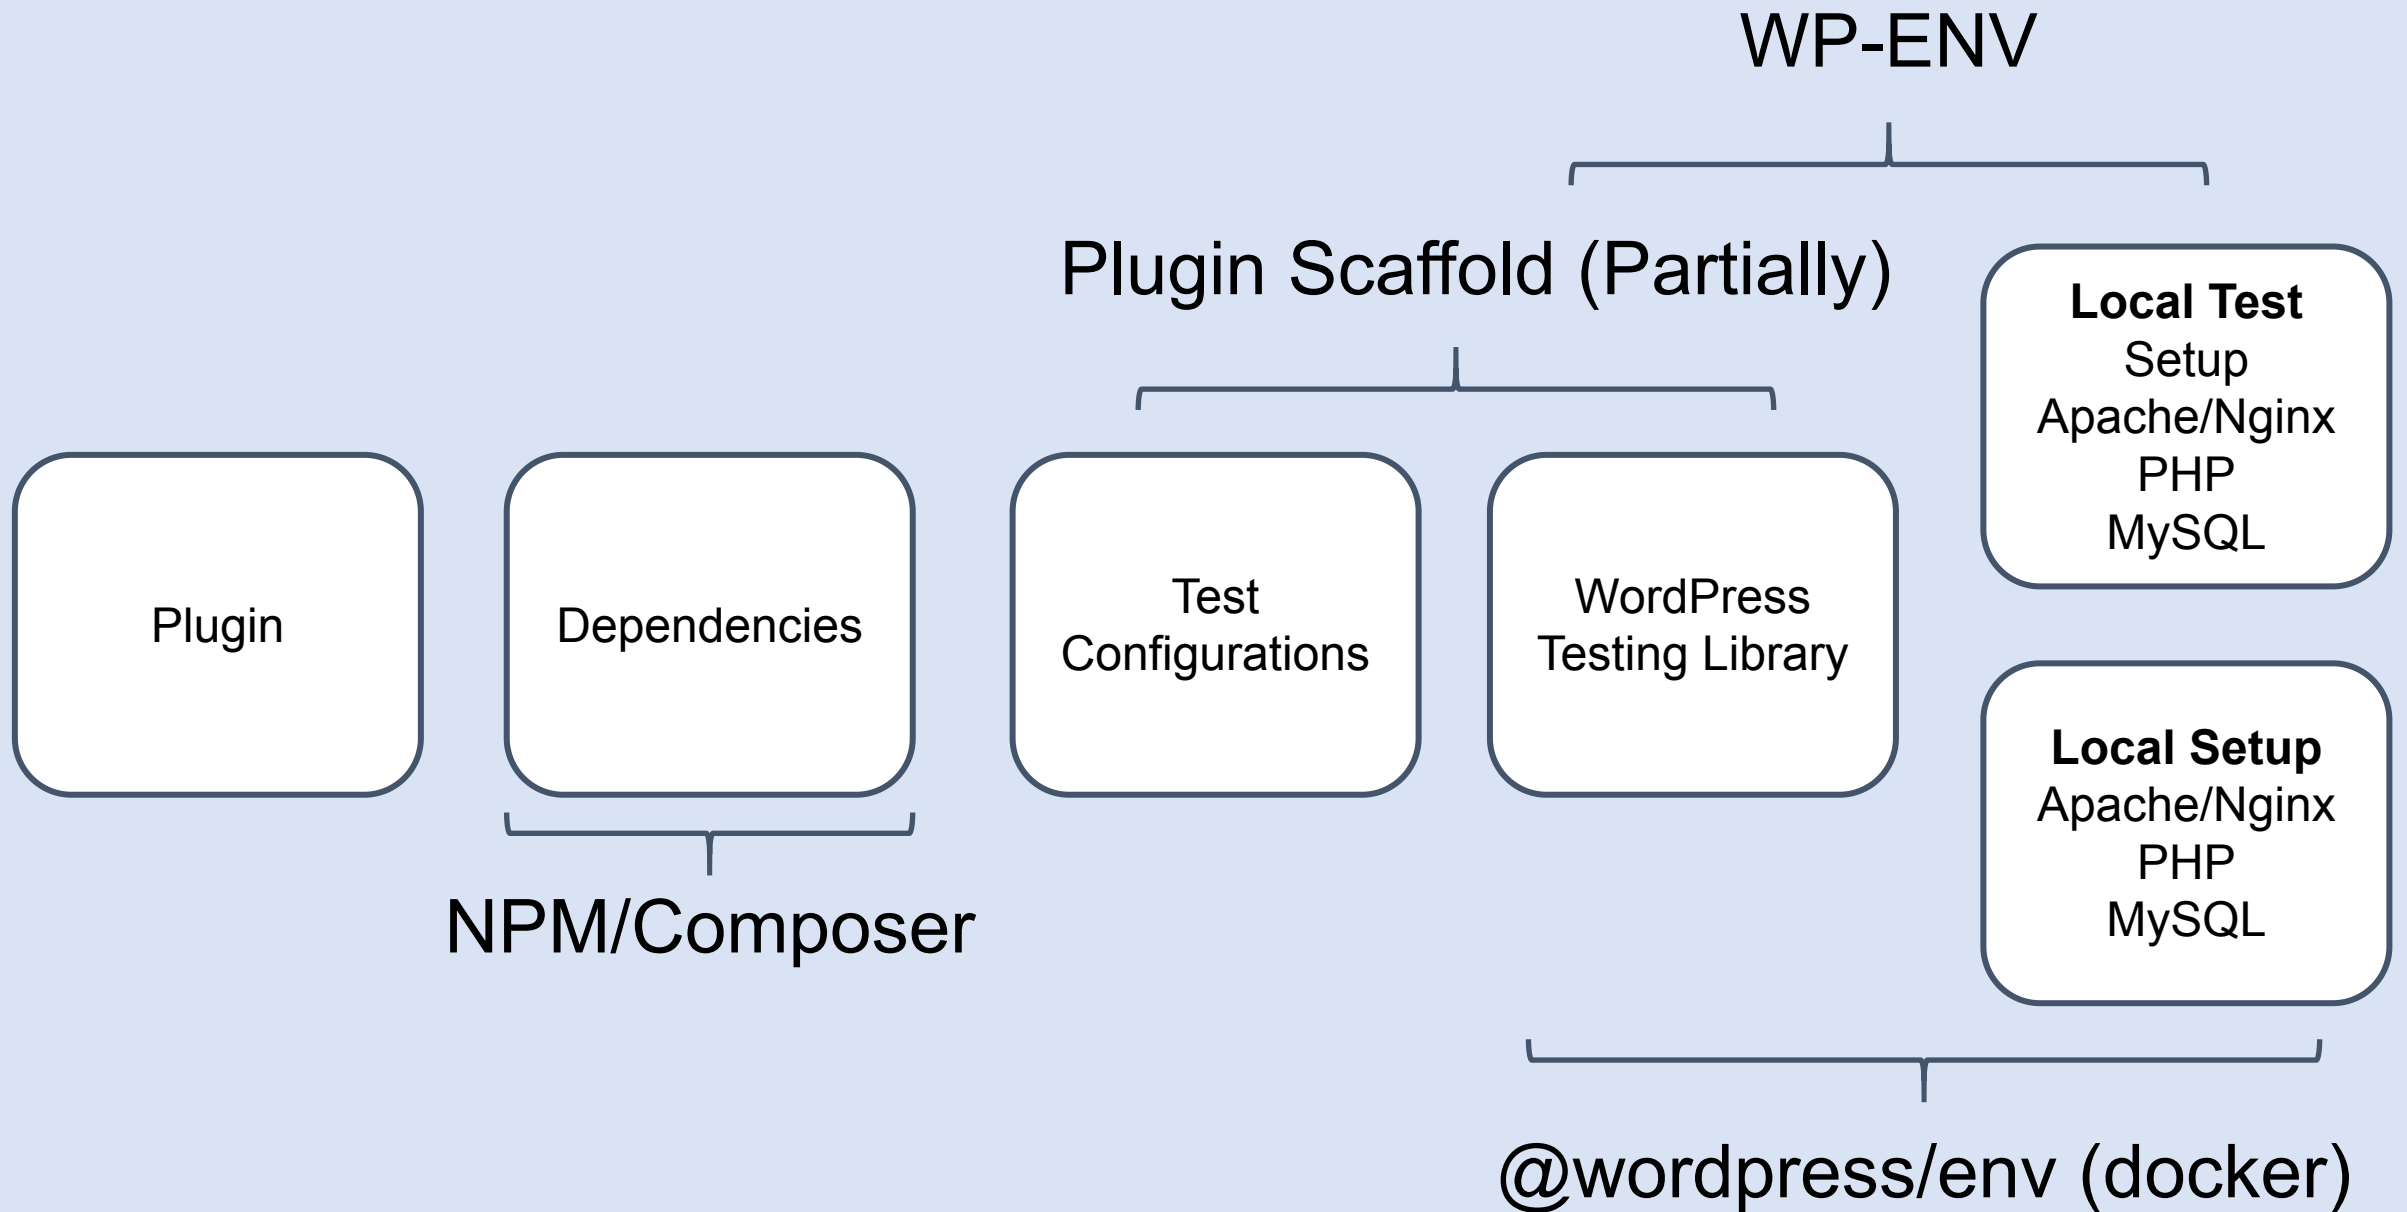 WP-ENV
Plugin Scaffold (Partially)
Plugin
Dependencies
NPM/Composer
Test
Configurations
WordPress
Testing Library
Local Test
Setup
Apache/Nginx
PHP
MySQL
Local Setup
Apache/Nginx
PHP
MySQL
@wordpress/env (docker)